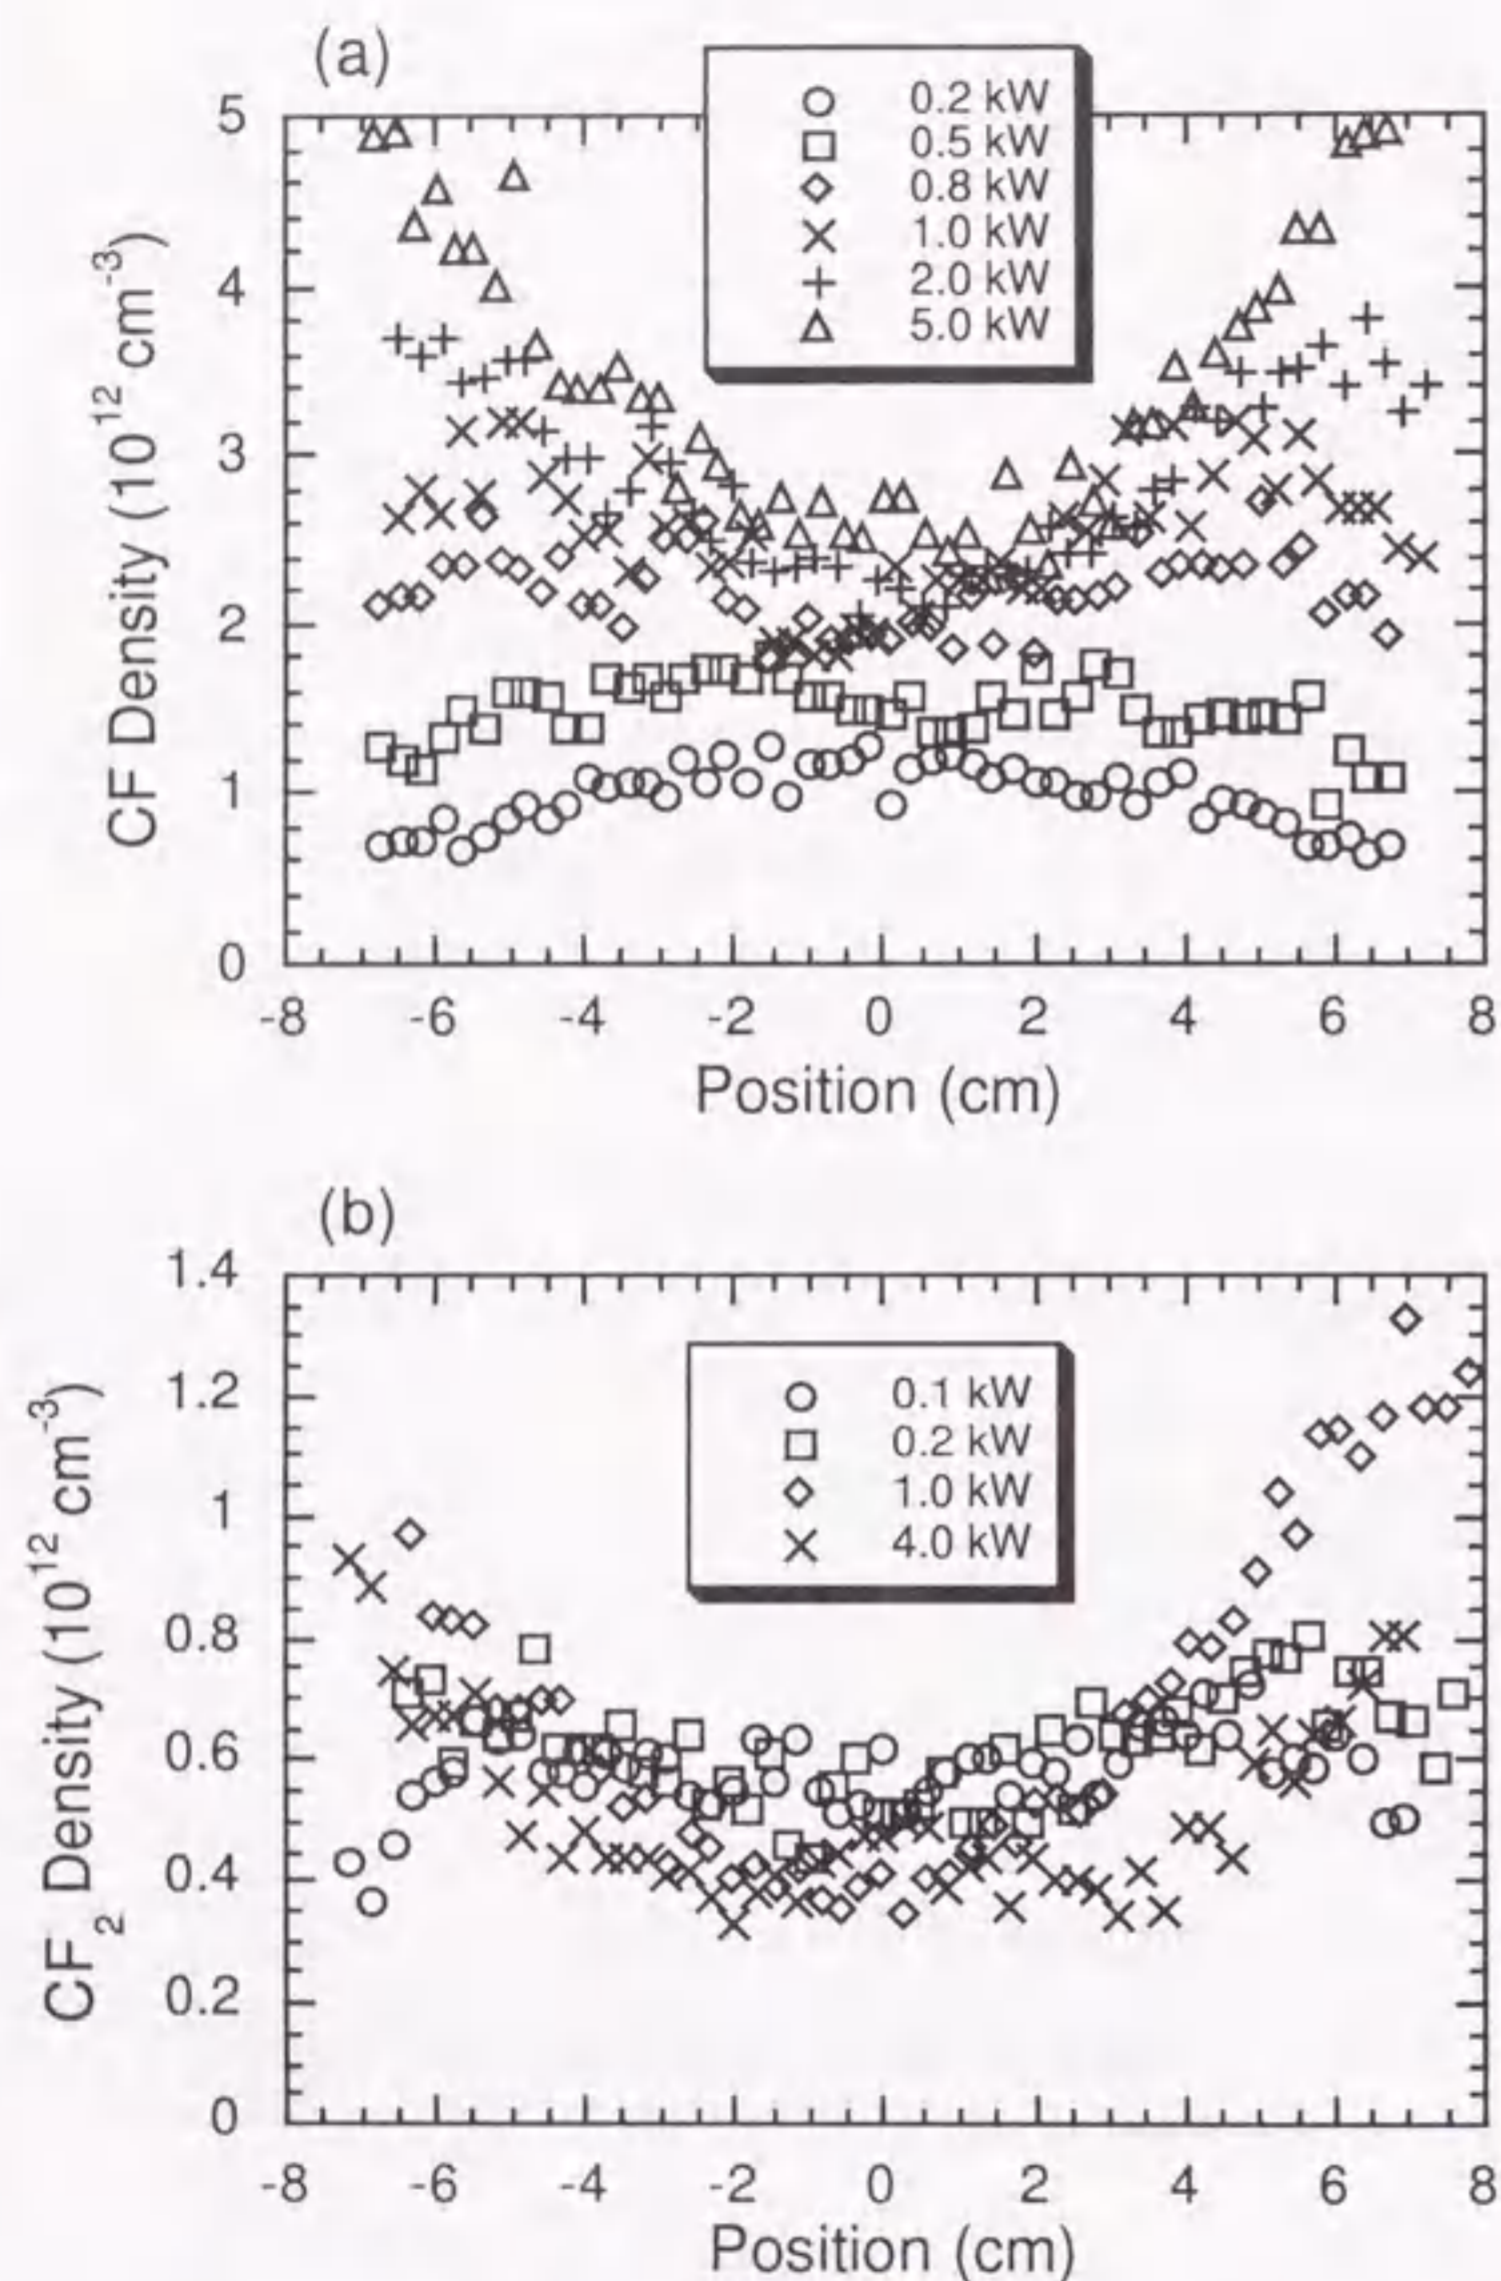 (a)
0.2 kW
0.5 kW
0.8 kW
1.0 kW
2.0 kW
5.0 kW
CF Density (10¹² cm⁻³)
5
4
3
2
1
0
-8 -6 -4 -2 0 2 4 6 8
Position (cm)
(b)
0.1 kW
0.2 kW
1.0 kW
4.0 kW
CF₂ Density (10¹² cm⁻³)
1.4
1.2
1
0.8
0.6
0.4
0.2
0
-8 -6 -4 -2 0 2 4 6 8
Position (cm)